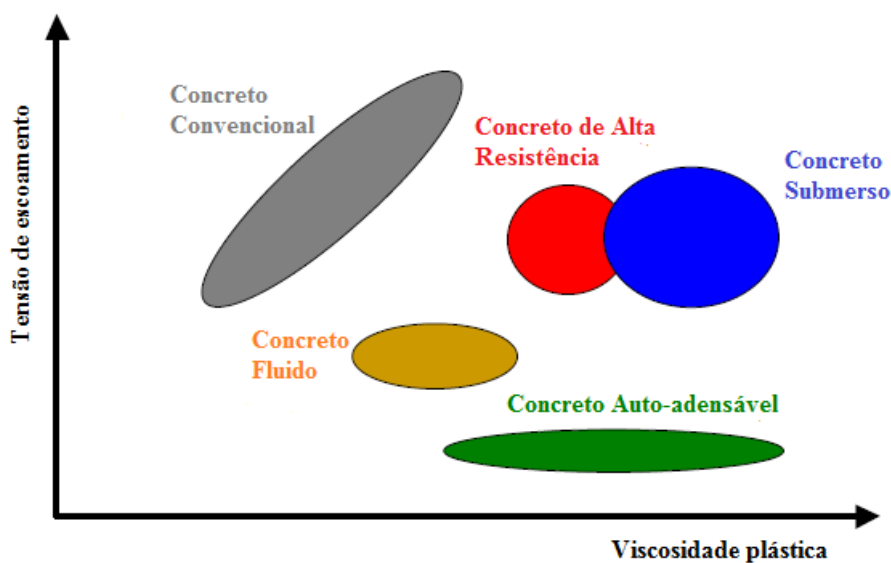 Concreto
Convencional
Concreto de Alta
Resistência
Concreto
Submerso
Tensão de escoamento
Concreto
Fluido
Concreto Auto-adensável
Viscosidade plástica